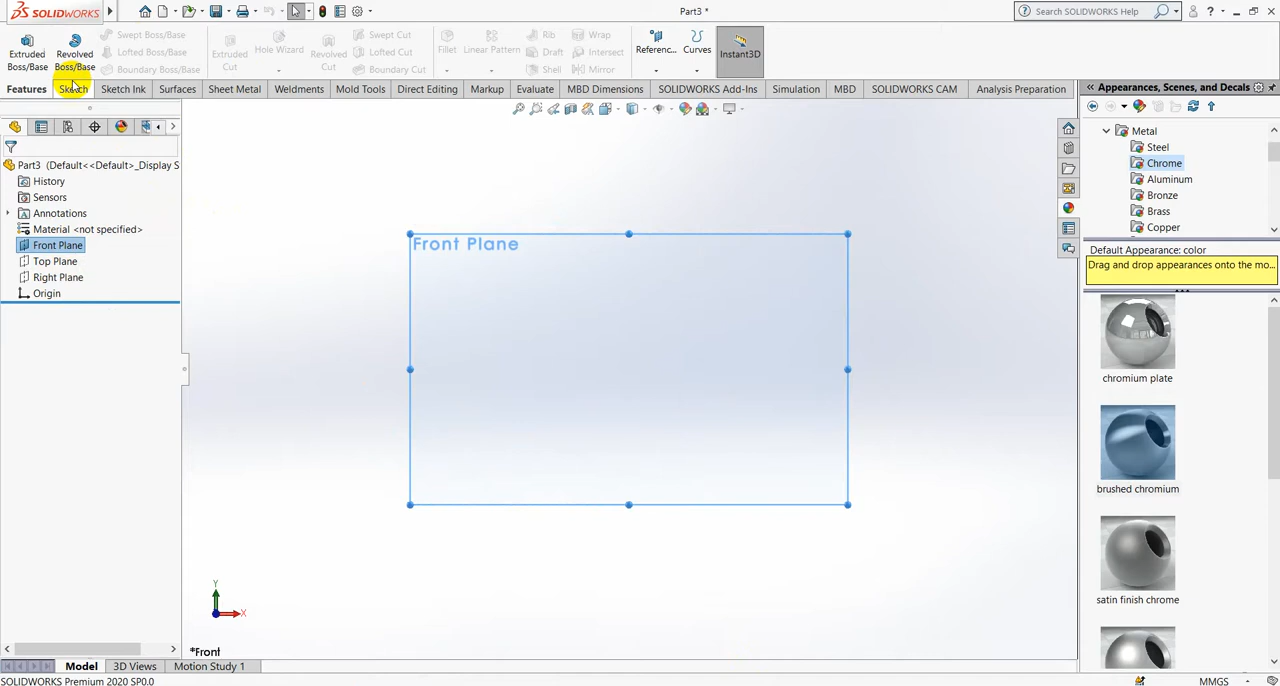 SOLIDWORKS
Part3 *
Search SOLIDWORKS Help
Extruded Boss/Base
Revolved Boss/Base
Swept Boss/Base
Lofted Boss/Base
Boundary Boss/Base
Extruded Cut
Hole Wizard
Revolved Cut
Swept Cut
Lofted Cut
Boundary Cut
Fillet
Linear Pattern
Rib
Draft
Shell
Wrap
Intersect
Mirror
Referenc...
Curves
Instant3D
Features Sketch Sketch Ink Surfaces Sheet Metal Weldments Mold Tools Direct Editing Markup Evaluate MBD Dimensions SOLIDWORKS Add-Ins Simulation MBD SOLIDWORKS CAM Analysis Preparation
Part3 (Default<<Default>_Display S
History
Sensors
Annotations
Material <not specified>
Front Plane
Top Plane
Right Plane
Origin
Front Plane
Y
X
*Front
Appearances, Scenes, and Decals
Metal
Steel
Chrome
Aluminum
Bronze
Brass
Copper
Default Appearance: color
Drag and drop appearances onto the mo...
chromium plate
brushed chromium
satin finish chrome
Model 3D Views Motion Study 1
SOLIDWORKS Premium 2020 SP0.0
MMGS